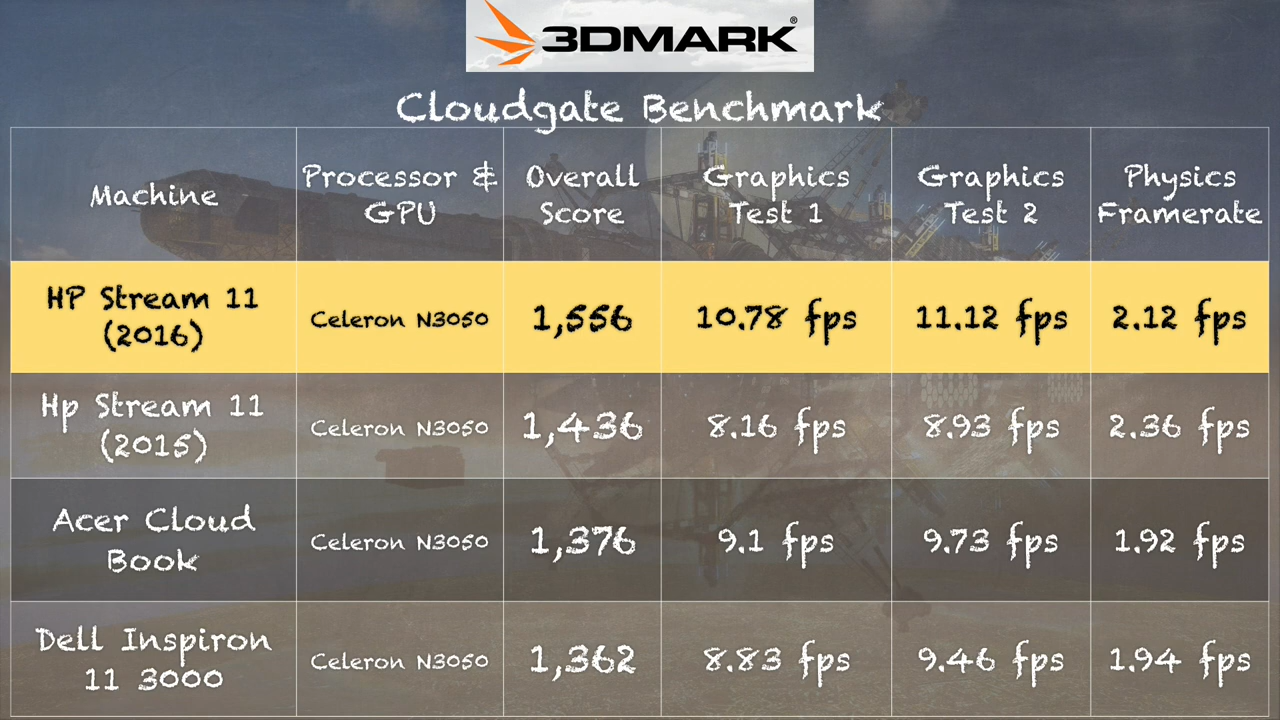 3DMARK®
Cloudgate Benchmark
Machine
Processor &
GPU
Overall
Score
Graphics
Test 1
Graphics
Test 2
Physics
Framerate
HP Stream 11
(2016)
Celeron N3050
1,556
10.78 fps
11.12 fps
2.12 fps
Hp Stream 11
(2015)
Celeron N3050
1,436
8.16 fps
8.93 fps
2.36 fps
Acer Cloud
Book
Celeron N3050
1,376
9.1 fps
9.73 fps
1.92 fps
Dell Inspiron
11 3000
Celeron N3050
1,362
8.83 fps
9.46 fps
1.94 fps